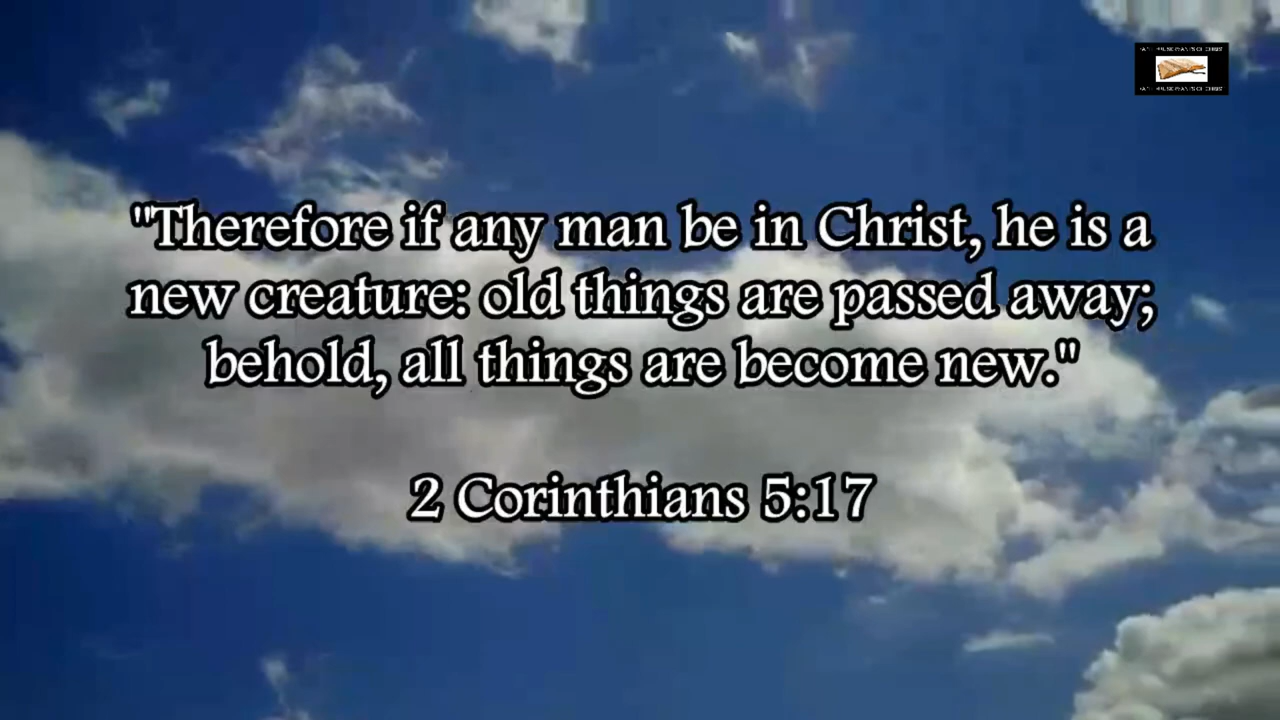 "Therefore if any man be in Christ, he is a
new creature: old things are passed away;
behold, all things are become new."
2 Corinthians 5:17